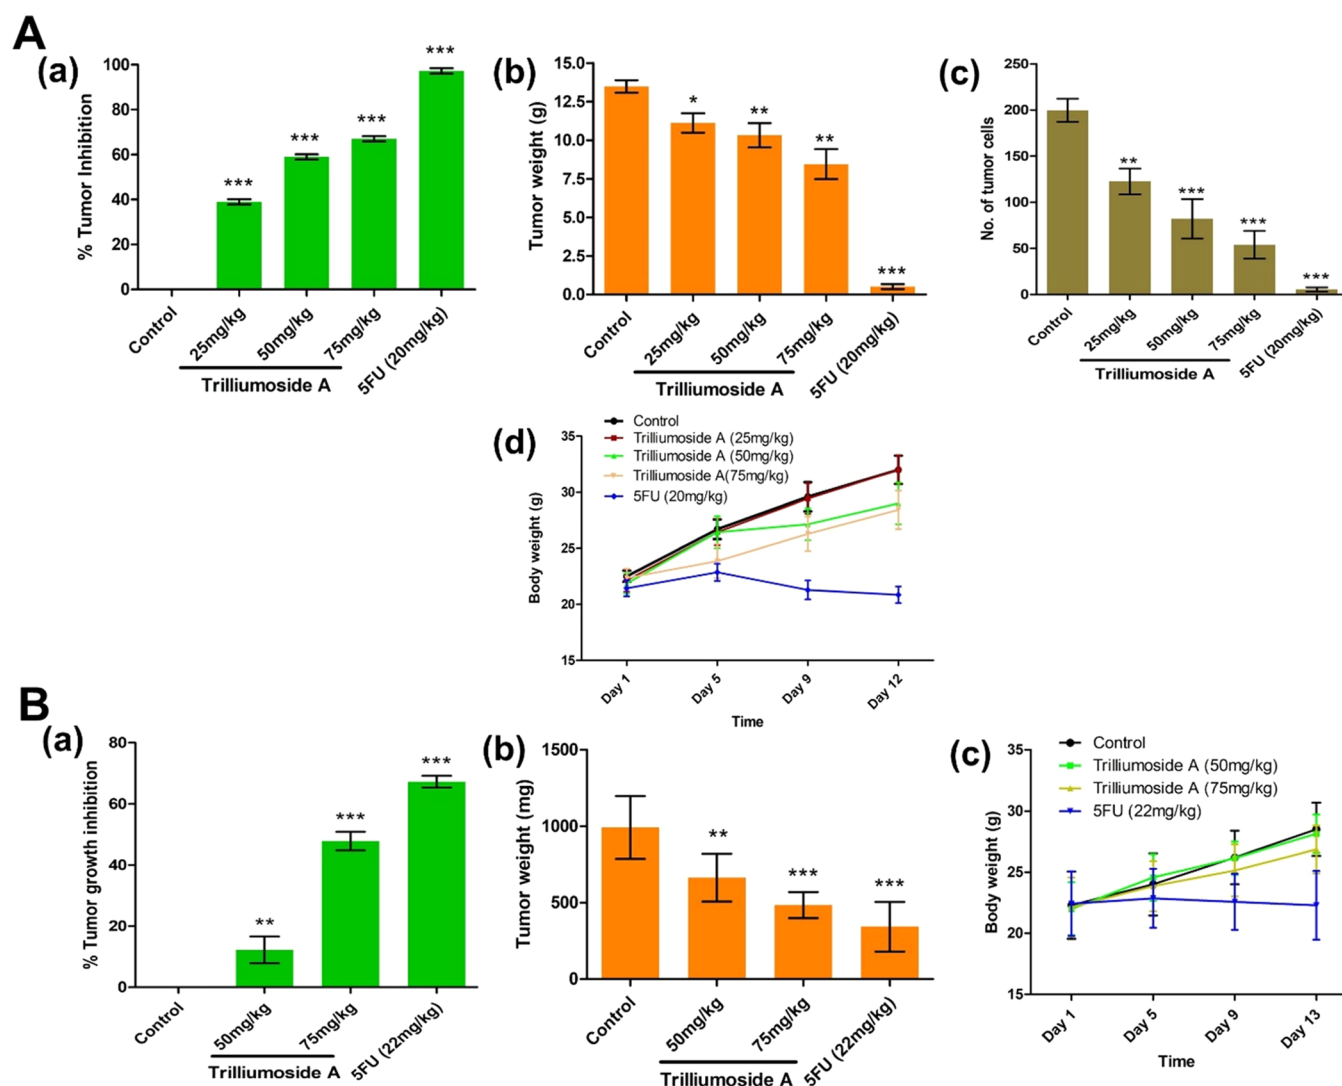 A
(a)
% Tumor Inhibition
100
80
60
40
20
0
***
***
***
***
Control
25mg/kg
50mg/kg
75mg/kg
5FU (20mg/kg)
Trilliumoside A
(b)
Tumor weight (g)
15.0
12.5
10.0
7.5
5.0
2.5
0.0
*
**
**
***
Control
25mg/kg
50mg/kg
75mg/kg
5FU (20mg/kg)
Trilliumoside A
(c)
No. of tumor cells
250
200
150
100
50
0
**
***
***
***
Control
25mg/kg
50mg/kg
75mg/kg
5FU (20mg/kg)
Trilliumoside A
(d)
Control
Trilliumoside A (25mg/kg)
Trilliumoside A (50mg/kg)
Trilliumoside A(75mg/kg)
5FU (20mg/kg)
Body weight (g)
35
30
25
20
15
Day 1
Day 5
Day 9
Day 12
Time
B
(a)
% Tumor growth inhibition
80
60
40
20
0
**
***
***
Control
50mg/kg
75mg/kg
5FU (22mg/kg)
Trilliumoside A
(b)
Tumor weight (mg)
1500
1000
500
0
**
***
***
Control
50mg/kg
75mg/kg
5FU (22mg/kg)
Trilliumoside A
(c)
Control
Trilliumoside A (50mg/kg)
Trilliumoside A (75mg/kg)
5FU (22mg/kg)
Body weight (g)
35
30
25
20
15
Day 1
Day 5
Day 9
Day 13
Time